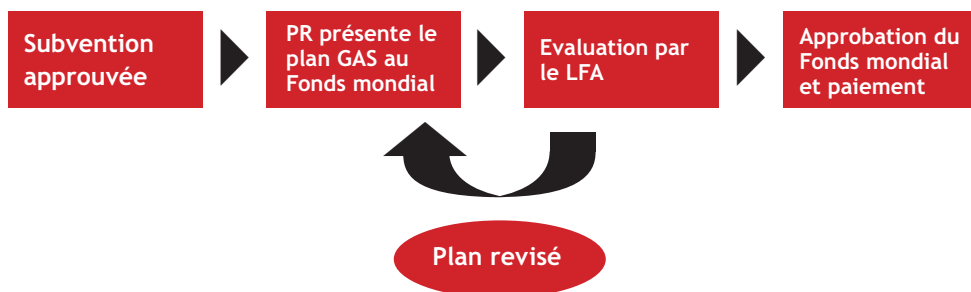 Subvention
approuvée
PR présente le
plan GAS au
Fonds mondial
Evaluation par
le LFA
Approbation du
Fonds mondial
et paiement
Plan revisé